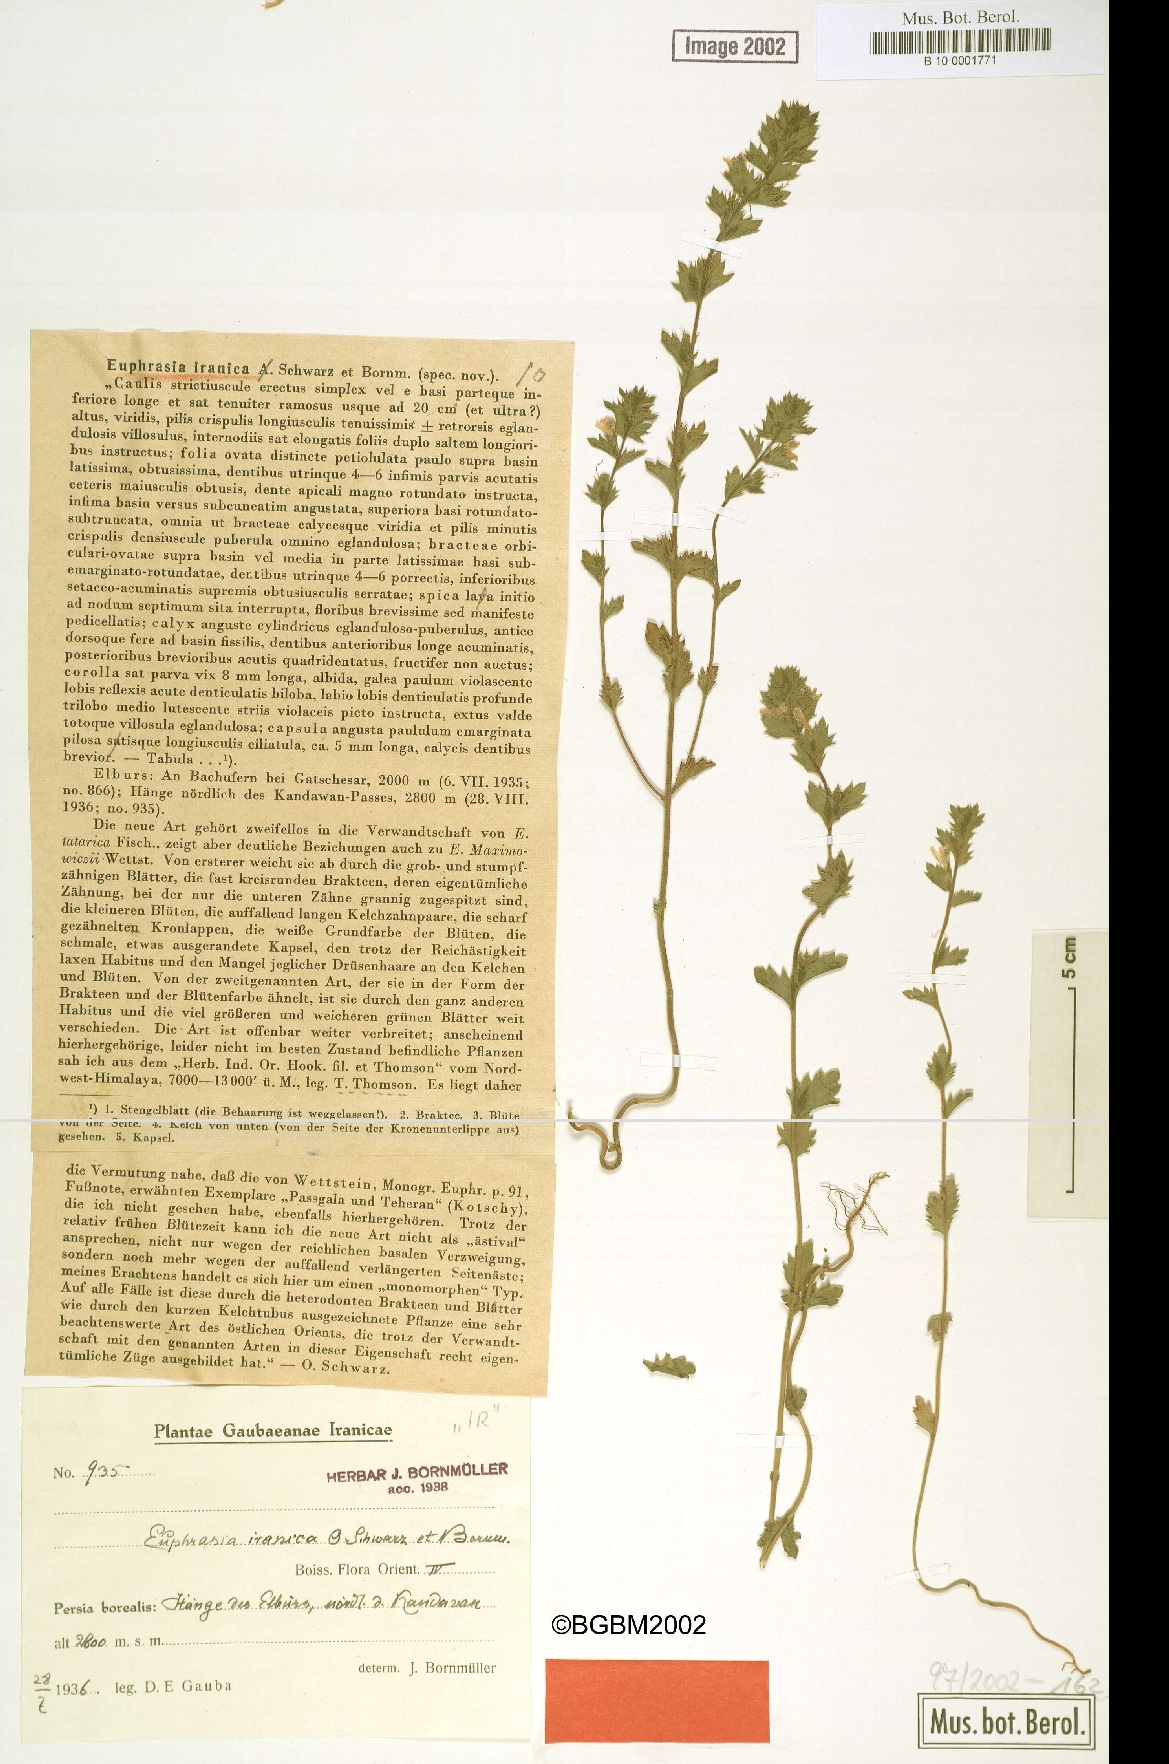 Mus. Bot. Berol.
B 10 0001771
Image 2002
Euphrasia iranica A. Schwarz et Bornm. (spec. nov.). 10
„Caulis strictiuscule erectus simplex vel e basi parteque in-
feriore longe et sat tenuiter ramosus usque ad 20 cm (et ultra?)
altus, viridis, pilis crispulis longiusculis tenuissimis ± retrorsis eglan-
dulosis villosulus, internodiis sat elongatis foliis duplo saltem longiori-
bus instructus; folia ovata distincte petiolulata paulo supra basin
latissima, obtusissima, dentibus utrinque 4—6 infimis parvis acutatis
ceteris maiusculis obtusis, dente apicali magno rotundato instructa,
infima basin versus subcuneatim angustata, superiora basi rotundato-
subtruncata, omnia ut bracteae calycesque viridia et pilis minutis
crispulis densiuscule puberula omnino eglandulosa; bracteae orbi-
culari-ovatae supra basin vel media in parte latissimae basi sub-
emarginato-rotundatae, dentibus utrinque 4—6 porrectis, inferioribus
setaceo-acuminatis supremis obtusiusculis serratae; spica laxa initio
ad nodum septimum sita interrupta, floribus brevissime sed manifeste
pedicellatis; calyx anguste cylindricus eglanduloso-puberulus, antice
dorsoque fere ad basin fissilis, dentibus anterioribus longe acuminatis,
posterioribus brevioribus acutis quadridentatus, fructifer non auctus;
corolla sat parva vix 8 mm longa, albida, galea paulum violascente
lobis reflexis acute denticulatis biloba, labio lobis denticulatis profunde
trilobo medio lutescente striis violaceis picto instructa, extus valde
totoque villosula eglandulosa; capsula angusta paululum emarginata
pilosa satisque longiusculis ciliatula, ca. 5 mm longa, calycis dentibus
brevior. — Tabula . . .¹).
Elburs: An Bachufern bei Gatschesar, 2000 m (6. VII. 1935;
no. 866); Hänge nördlich des Kandawan-Passes, 2800 m (28. VIII.
1936; no. 935).
Die neue Art gehört zweifellos in die Verwandtschaft von E.
tatarica Fisch., zeigt aber deutliche Beziehungen auch zu E. Maximo-
wiczii Wettst. Von ersterer weicht sie ab durch die grob- und stumpf-
zähnigen Blätter, die fast kreisrunden Brakteen, deren eigentümliche
Zähnung, bei der nur die unteren Zähne grannig zugespitzt sind,
die kleineren Blüten, die auffallend langen Kelchzahnpaare, die scharf
gezähnelten Kronlappen, die weiße Grundfarbe der Blüten, die
schmale, etwas ausgerandete Kapsel, den trotz der Reichästigkeit
laxen Habitus und den Mangel jeglicher Drüsenhaare an den Kelchen
und Blüten. Von der zweitgenannten Art, der sie in der Form der
Brakteen und der Blütenfarbe ähnelt, ist sie durch den ganz anderen
Habitus und die viel größeren und weicheren grünen Blätter weit
verschieden. Die Art ist offenbar weiter verbreitet; anscheinend
hierhergehörige, leider nicht im besten Zustand befindliche Pflanzen
sah ich aus dem „Herb. Ind. Or. Hook. fil. et Thomson“ vom Nord-
west-Himalaya, 7000—13 000′ ü. M., leg. T. Thomson. Es liegt daher
¹) 1. Stengelblatt (die Behaarung ist weggelassen!). 2. Braktee. 3. Blüte
von der Seite. 4. Kelch von unten (von der Seite der Kronenunterlippe aus)
gesehen. 5. Kapsel.
die Vermutung nahe, daß die von Wettstein, Monogr. Euphr. p. 91,
Fußnote, erwähnten Exemplare „Passgala und Teheran“ (Kotschy),
die ich nicht gesehen habe, ebenfalls hierhergehören. Trotz der
relativ frühen Blütezeit kann ich die neue Art nicht als „ästival“
ansprechen, nicht nur wegen der reichlichen basalen Verzweigung,
sondern noch mehr wegen der auffallend verlängerten Seitenäste;
meines Erachtens handelt es sich hier um einen „monomorphen“ Typ.
Auf alle Fälle ist diese durch die heterodonten Brakteen und Blätter
wie durch den kurzen Kelchtubus ausgezeichnete Pflanze eine sehr
beachtenswerte Art des östlichen Orients, die trotz der Verwandt-
schaft mit den genannten Arten in dieser Eigenschaft recht eigen-
tümliche Züge ausgebildet hat.“ — O. Schwarz.
Plantae Gaubaeanae Iranicae
„IR“
No. 935
HERBAR J. BORNMÜLLER
acc. 1938
Euphrasia iranica O Schwarz et Bornm.
Boiss. Flora Orient. IV
Persia borealis: Hänge des Elburs, nördl. d. Kandavan
alt 2800 m. s. m.
determ. J. Bornmüller
28/7 1936. leg. D. E Gauba
5 cm
©BGBM2002
97/2002 - 162
Mus. bot. Berol.